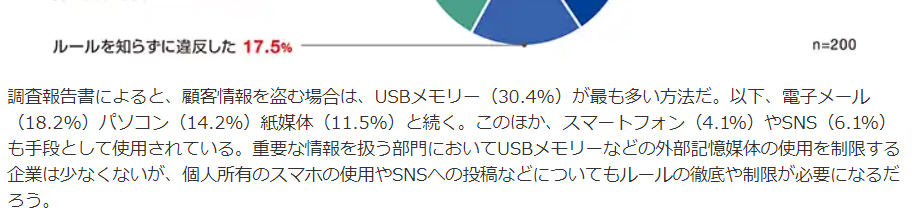 ルールを知らずに違反した 17.5%
n=200
調査報告書によると、顧客情報を盗む場合は、USBメモリー（30.4%）が最も多い方法だ。以下、電子メール
（18.2%）パソコン（14.2%）紙媒体（11.5%）と続く。このほか、スマートフォン（4.1%）やSNS（6.1%）
も手段として使用されている。重要な情報を扱う部門においてUSBメモリーなどの外部記憶媒体の使用を制限する
企業は少なくないが、個人所有のスマホの使用やSNSへの投稿などについてもルールの徹底や制限が必要になるだ
ろう。